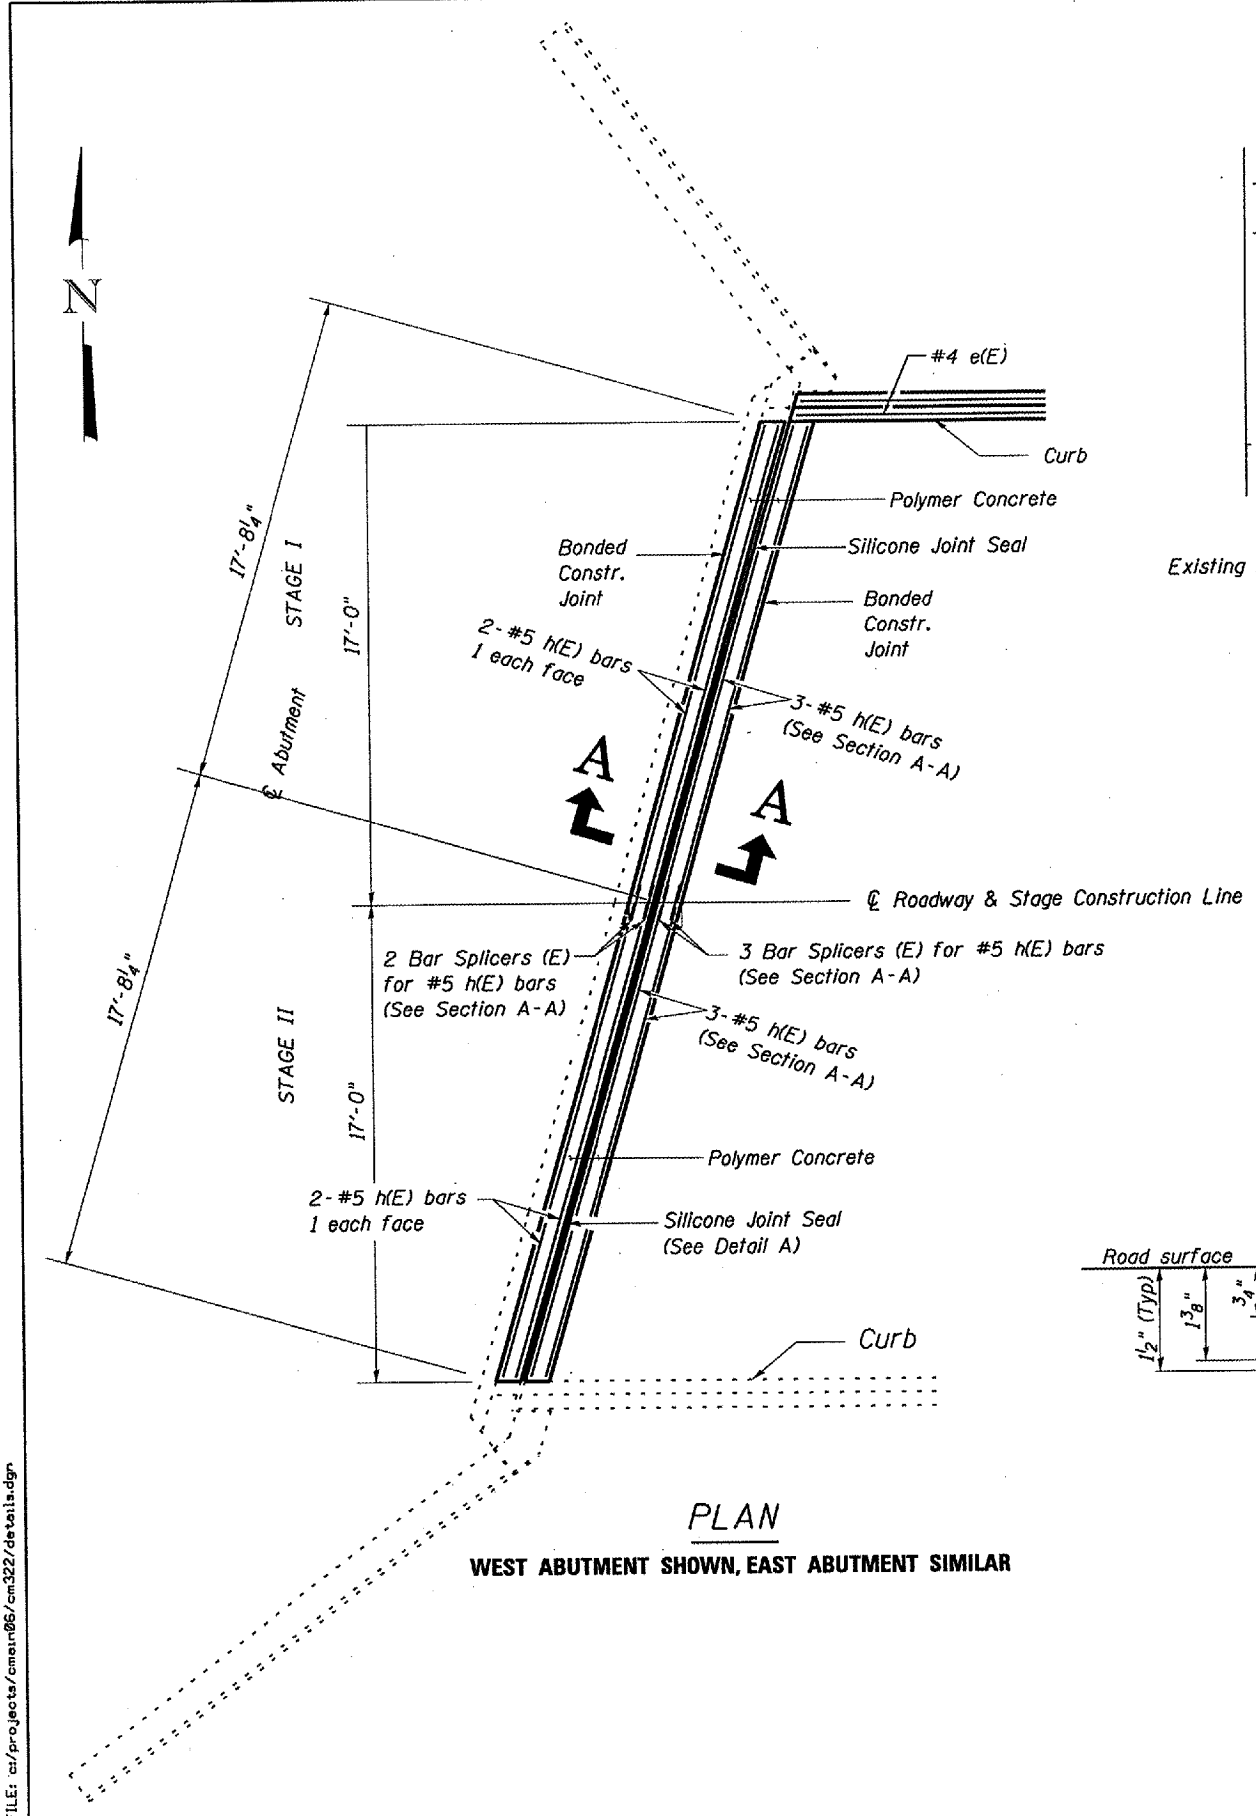 N
#4 e(E)
Curb
Polymer Concrete
Silicone Joint Seal
Bonded
Constr.
Joint
Bonded
Constr.
Joint
Existing
17'-8¼"
STAGE I
17'-0"
2-#5 h(E) bars
1 each face
3-#5 h(E) bars
(See Section A-A)
℄ Abutment
A
A
℄ Roadway & Stage Construction Line
2 Bar Splicers (E)
for #5 h(E) bars
(See Section A-A)
3 Bar Splicers (E) for #5 h(E) bars
(See Section A-A)
17'-8¼"
STAGE II
17'-0"
3-#5 h(E) bars
(See Section A-A)
Polymer Concrete
2-#5 h(E) bars
1 each face
Silicone Joint Seal
(See Detail A)
Road surface
1½" (Typ)
1⅜"
¾"
Curb
PLAN
WEST ABUTMENT SHOWN, EAST ABUTMENT SIMILAR
ILE: c:/projects/cmain06/cm322/details.dgn